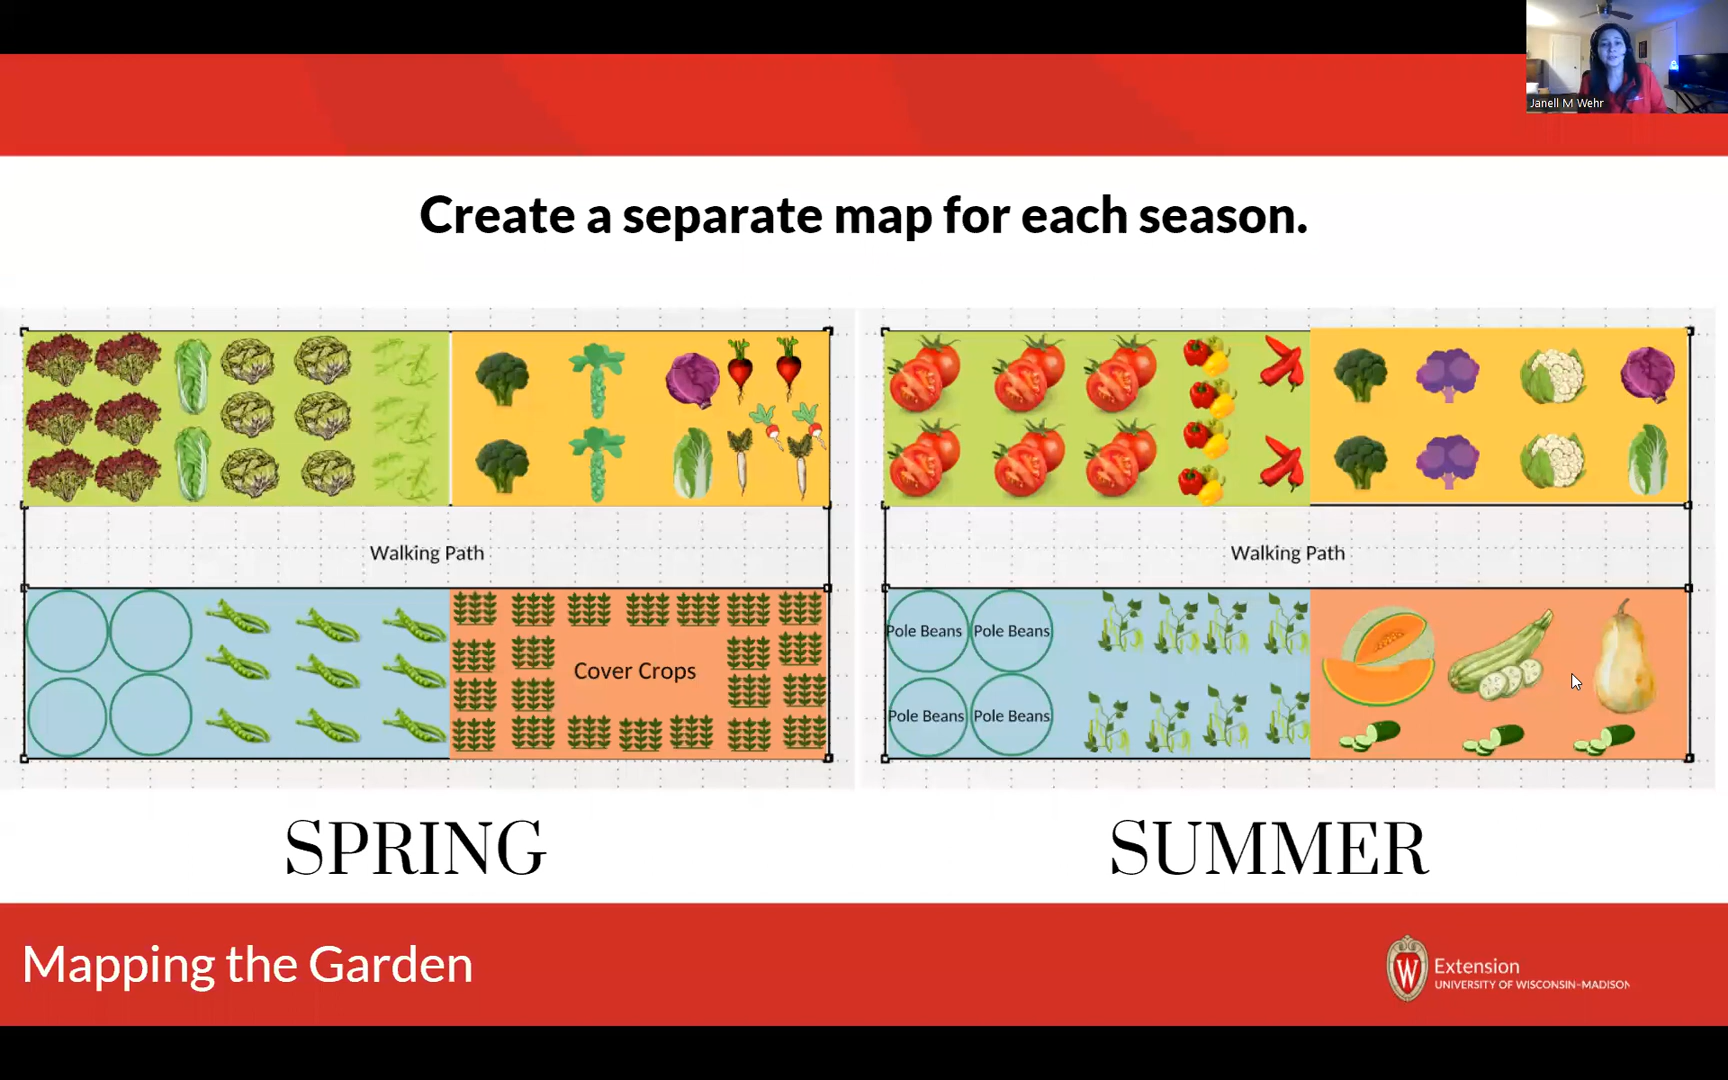 Janell M Wehr
Create a separate map for each season.
Walking Path
Cover Crops
Walking Path
Pole Beans Pole Beans
Pole Beans Pole Beans
SPRING
SUMMER
Mapping the Garden
W
Extension
UNIVERSITY OF WISCONSIN-MADISON